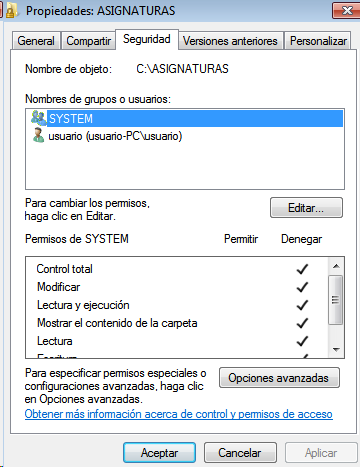 Propiedades: ASIGNATURAS
General Compartir Seguridad Versiones anteriores Personalizar
Nombre de objeto: C:\ASIGNATURAS
Nombres de grupos o usuarios:
SYSTEM
usuario (usuario-PC\usuario)
Para cambiar los permisos,
haga clic en Editar.
Editar...
Permisos de SYSTEM Permitir Denegar
Control total
Modificar
Lectura y ejecución
Mostrar el contenido de la carpeta
Lectura
Escritura
Para especificar permisos especiales o
configuraciones avanzadas, haga clic
en Opciones avanzadas.
Opciones avanzadas
Obtener más información acerca de control y permisos de acceso
Aceptar Cancelar Aplicar